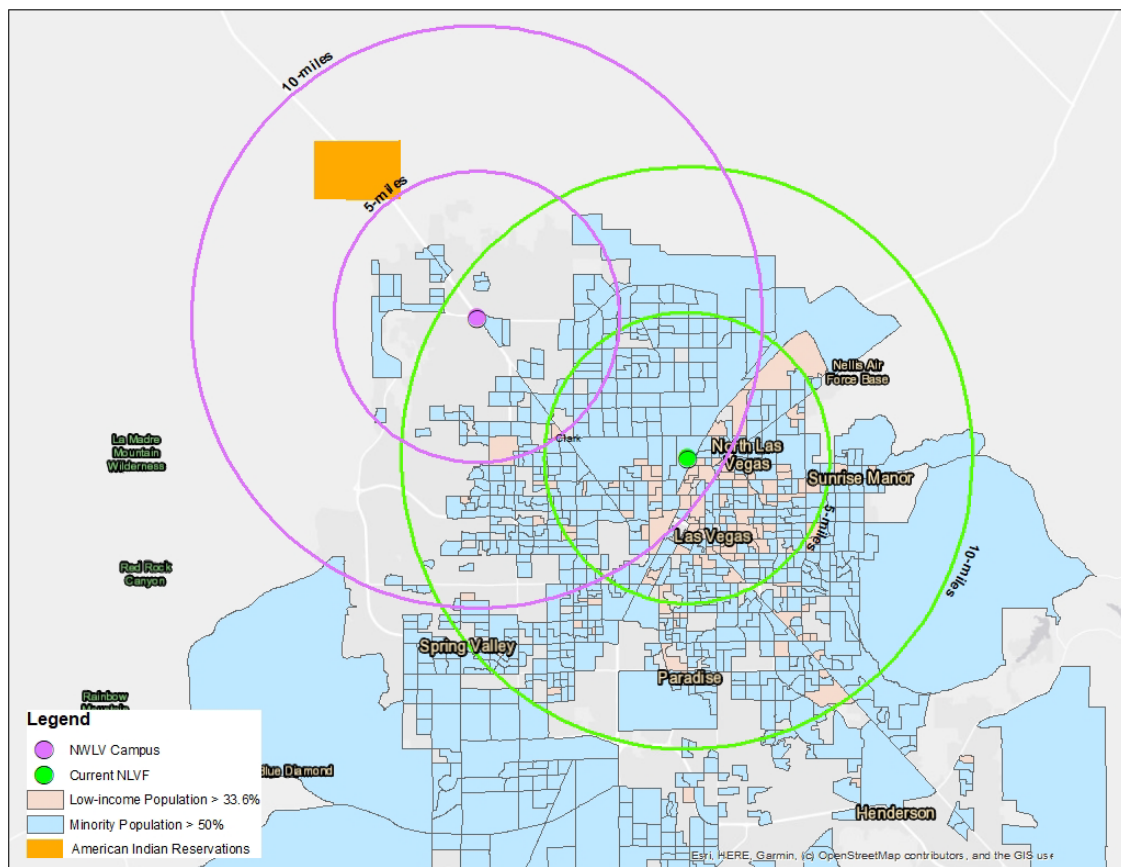 10-miles
5-miles
Nellis Air
Force Base
La Madre
Mountain
Wilderness
Clark
North Las
Vegas
Sunrise Manor
5-miles
Las Vegas
10-miles
Red Rock
Canyon
Spring Valley
Paradise
Rainbow
Mountain
Blue Diamond
Henderson
Legend
NWLV Campus
Current NLVF
Low-income Population > 33.6%
Minority Population > 50%
American Indian Reservations
Esri, HERE, Garmin, (c) OpenStreetMap contributors, and the GIS use